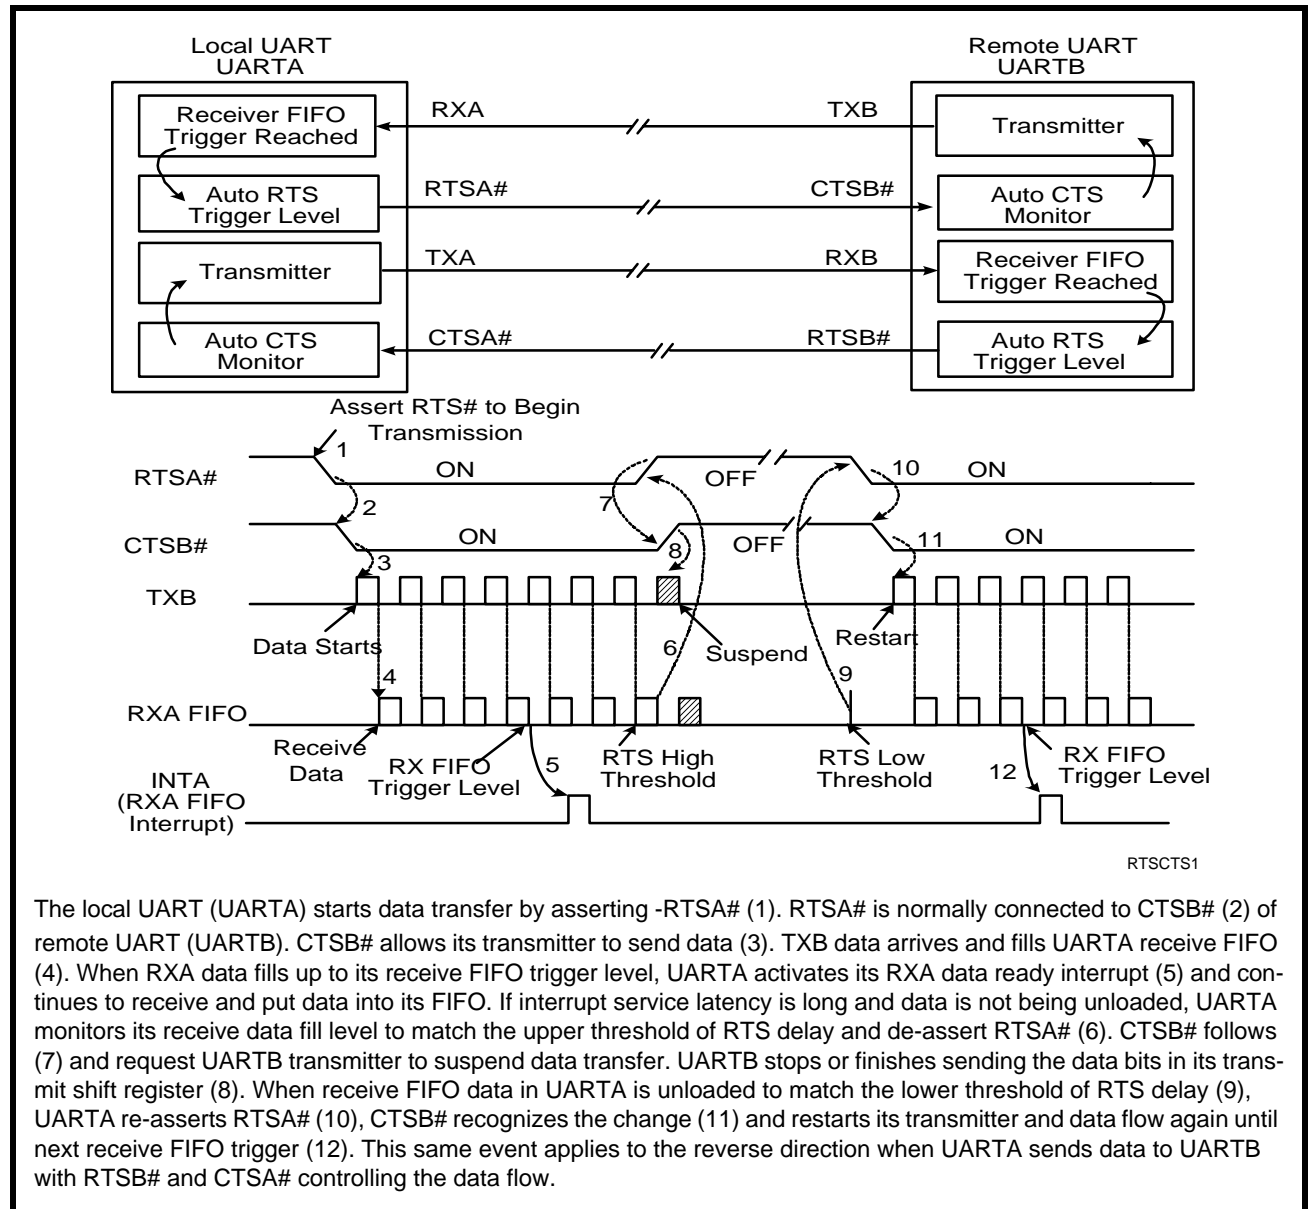 Local UART
UARTA
Remote UART
UARTB
Receiver FIFO
Trigger Reached
RXA
TXB
Transmitter
Auto RTS
Trigger Level
RTSA#
CTSB#
Auto CTS
Monitor
Transmitter
TXA
RXB
Receiver FIFO
Trigger Reached
Auto CTS
Monitor
CTSA#
RTSB#
Auto RTS
Trigger Level
Assert RTS# to Begin
Transmission
1
RTSA#
ON
OFF
10
ON
2
7
CTSB#
ON
8
OFF
11
ON
3
TXB
Data Starts
6
Suspend
Restart
4
9
RXA FIFO
Receive
Data
RX FIFO
Trigger Level
5
RTS High
Threshold
RTS Low
Threshold
12
RX FIFO
Trigger Level
INTA
(RXA FIFO
Interrupt)
RTSCTS1
The local UART (UARTA) starts data transfer by asserting -RTSA# (1). RTSA# is normally connected to CTSB# (2) of
remote UART (UARTB). CTSB# allows its transmitter to send data (3). TXB data arrives and fills UARTA receive FIFO
(4). When RXA data fills up to its receive FIFO trigger level, UARTA activates its RXA data ready interrupt (5) and con-
tinues to receive and put data into its FIFO. If interrupt service latency is long and data is not being unloaded, UARTA
monitors its receive data fill level to match the upper threshold of RTS delay and de-assert RTSA# (6). CTSB# follows
(7) and request UARTB transmitter to suspend data transfer. UARTB stops or finishes sending the data bits in its trans-
mit shift register (8). When receive FIFO data in UARTA is unloaded to match the lower threshold of RTS delay (9),
UARTA re-asserts RTSA# (10), CTSB# recognizes the change (11) and restarts its transmitter and data flow again until
next receive FIFO trigger (12). This same event applies to the reverse direction when UARTA sends data to UARTB
with RTSB# and CTSA# controlling the data flow.